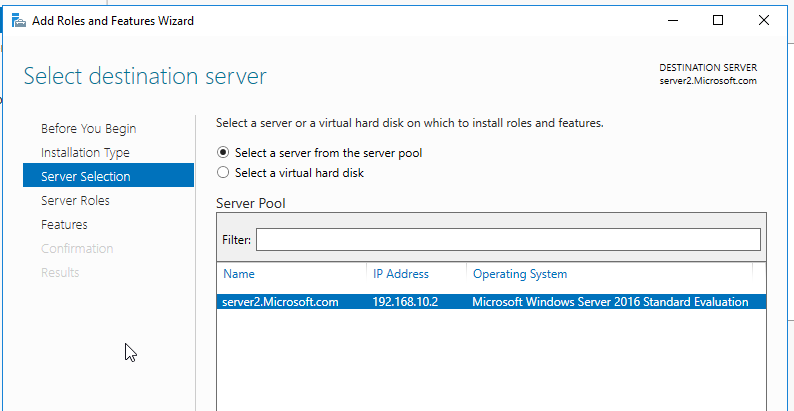 Add Roles and Features Wizard
Select destination server
DESTINATION SERVER
server2.Microsoft.com
Before You Begin
Installation Type
Server Selection
Server Roles
Features
Confirmation
Results
Select a server or a virtual hard disk on which to install roles and features.
Select a server from the server pool
Select a virtual hard disk
Server Pool
Filter:
Name IP Address Operating System
server2.Microsoft.com 192.168.10.2 Microsoft Windows Server 2016 Standard Evaluation